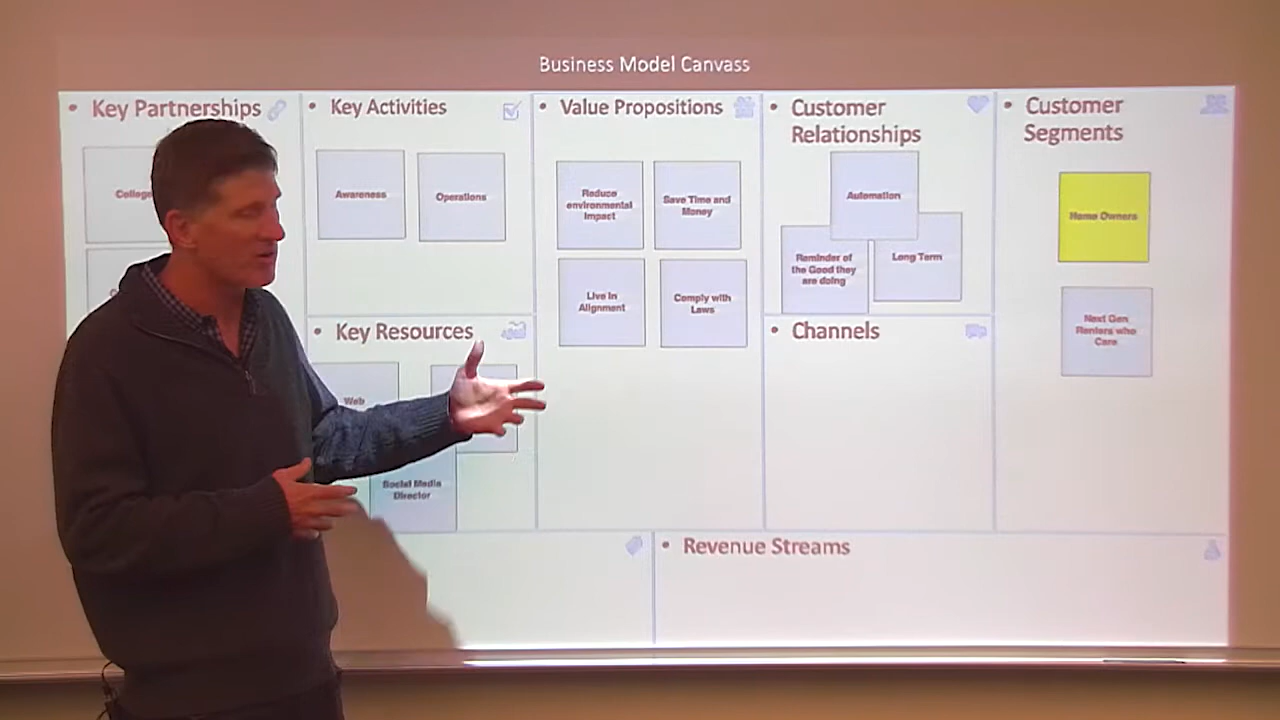 Business Model Canvass
• Key Partnerships
• Key Activities
• Value Propositions
• Customer
Relationships
• Customer
Segments
College
Awareness
Operations
Reduce
environmental
Impact
Save Time and
Money
Live In
Alignment
Comply with
Laws
Automation
Reminder of
the Good they
are doing
Long Term
Home Owners
Next Gen
Renters who
Care
• Key Resources
Web
Social Media
Director
• Channels
• Revenue Streams